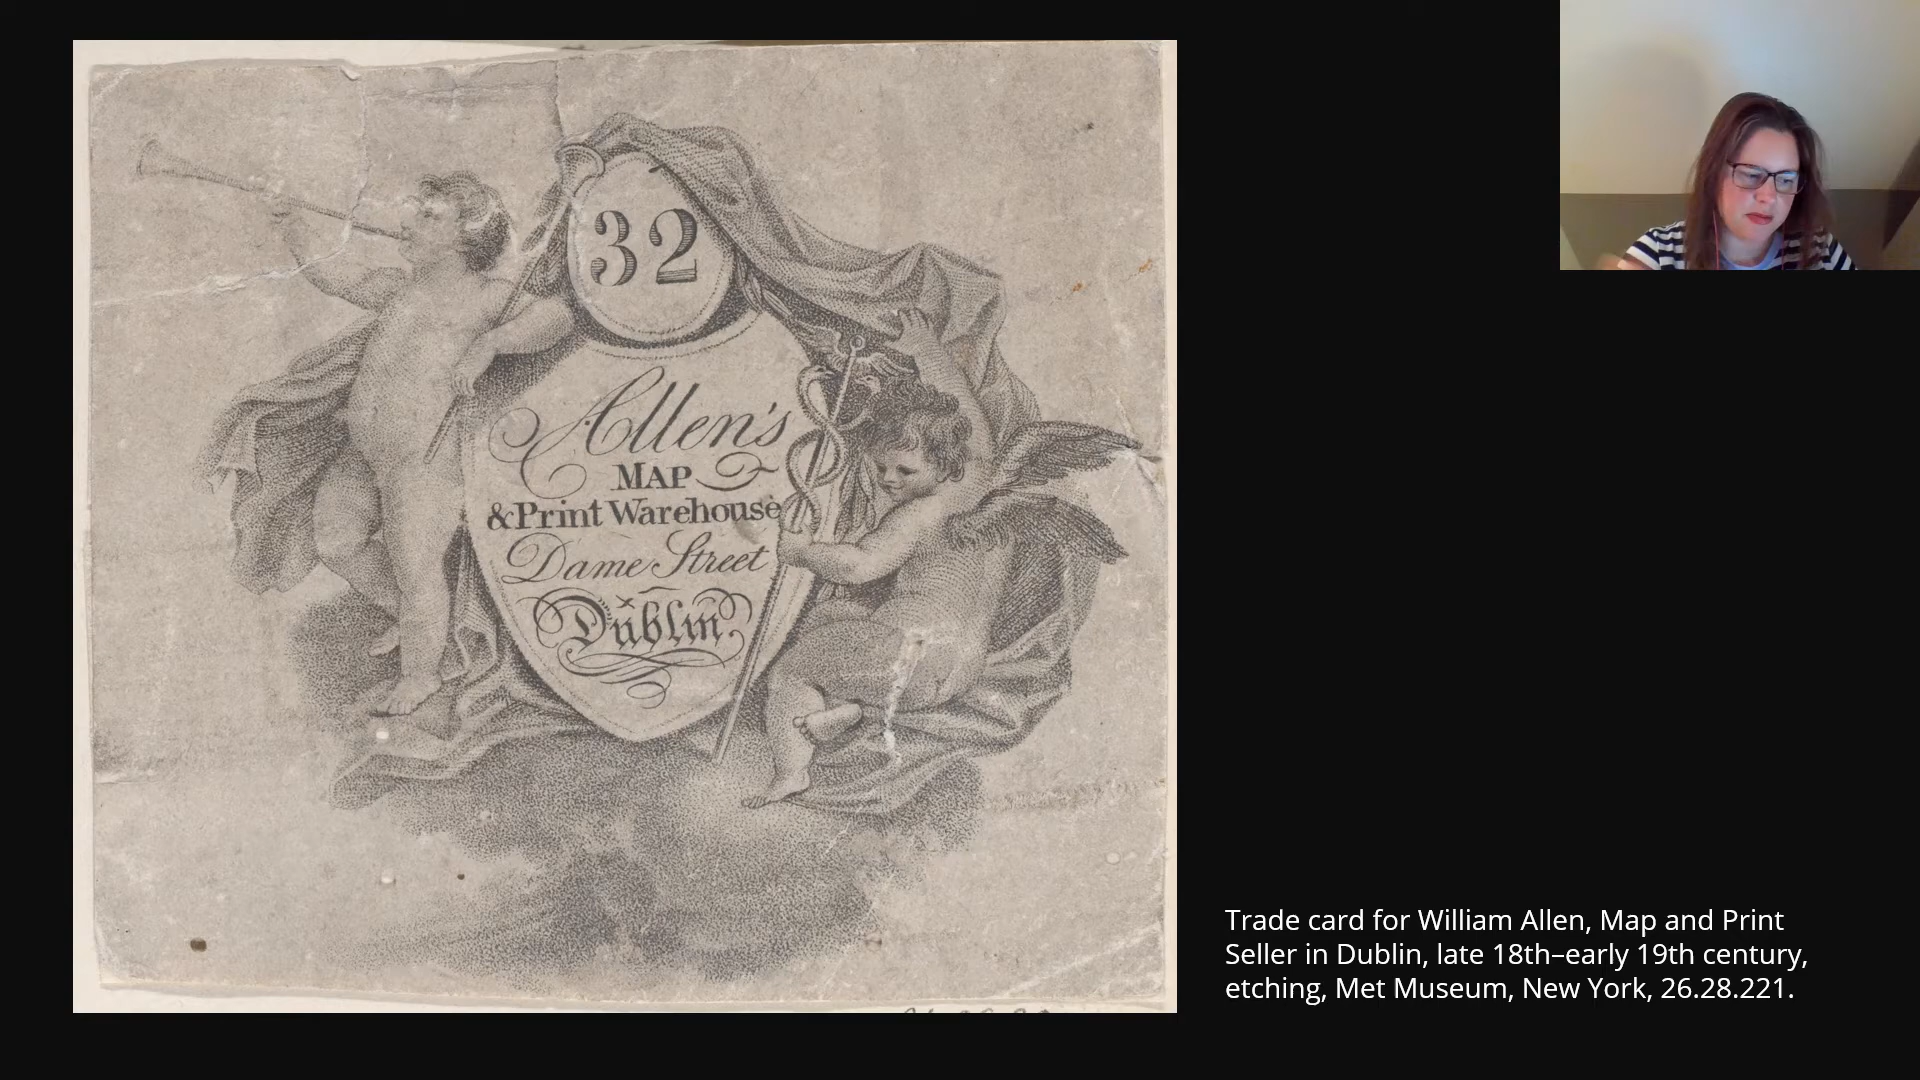 32
Allen's
MAP
& Print Warehouse
Dame Street
Dublin
Trade card for William Allen, Map and Print
Seller in Dublin, late 18th–early 19th century,
etching, Met Museum, New York, 26.28.221.